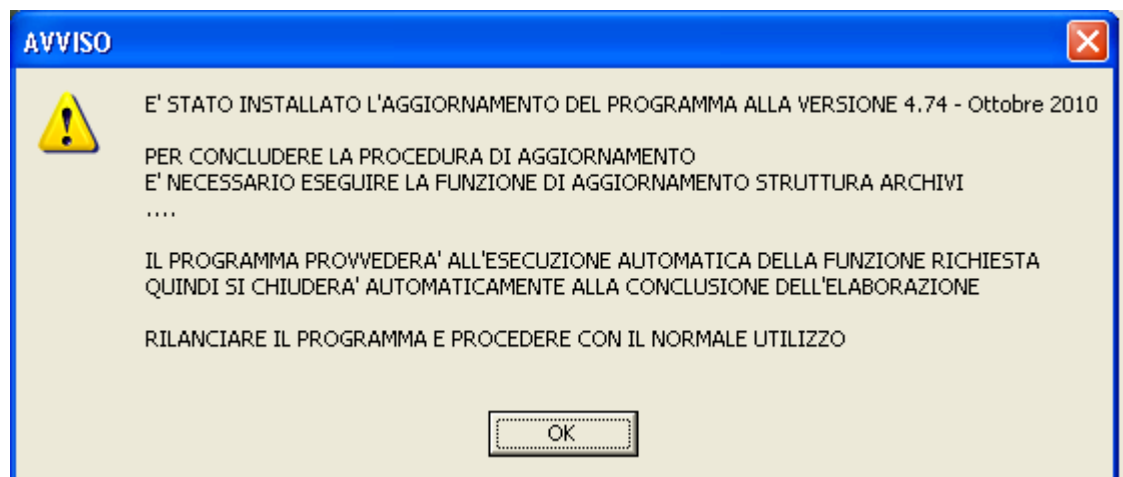 AVVISO
E' STATO INSTALLATO L'AGGIORNAMENTO DEL PROGRAMMA ALLA VERSIONE 4.74 - Ottobre 2010
PER CONCLUDERE LA PROCEDURA DI AGGIORNAMENTO
E' NECESSARIO ESEGUIRE LA FUNZIONE DI AGGIORNAMENTO STRUTTURA ARCHIVI
....
IL PROGRAMMA PROVVEDERA' ALL'ESECUZIONE AUTOMATICA DELLA FUNZIONE RICHIESTA
QUINDI SI CHIUDERA' AUTOMATICAMENTE ALLA CONCLUSIONE DELL'ELABORAZIONE
RILANCIARE IL PROGRAMMA E PROCEDERE CON IL NORMALE UTILIZZO
OK